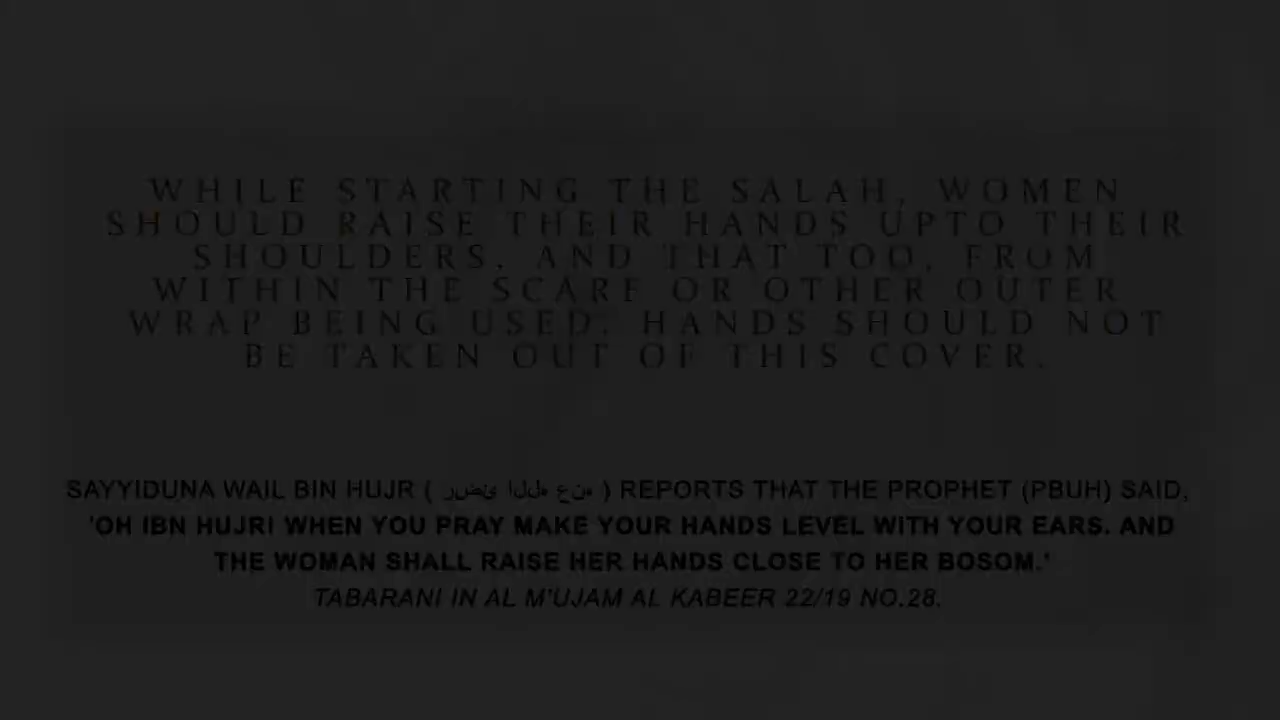 WHILE STARTING THE SALAH, WOMEN
SHOULD RAISE THEIR HANDS UPTO THEIR
SHOULDERS. AND THAT TOO, FROM
WITHIN THE SCARF OR OTHER OUTER
WRAP BEING USED. HANDS SHOULD NOT
BE TAKEN OUT OF THIS COVER.
SAYYIDUNA WAIL BIN HUJR ( رضئ الله عنه ) REPORTS THAT THE PROPHET (PBUH) SAID,
'OH IBN HUJR! WHEN YOU PRAY MAKE YOUR HANDS LEVEL WITH YOUR EARS. AND
THE WOMAN SHALL RAISE HER HANDS CLOSE TO HER BOSOM.'
TABARANI IN AL M'UJAM AL KABEER 22/19 NO.28.